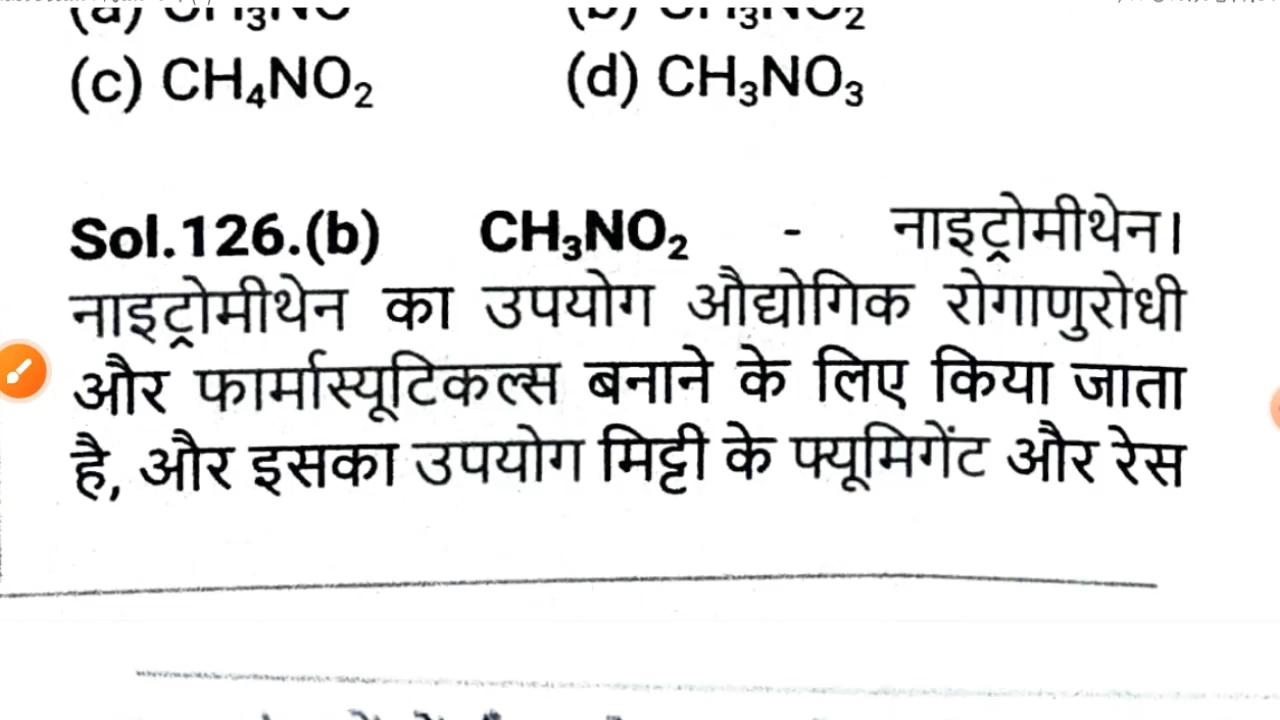 (c) CH₄NO₂ (d) CH₃NO₃
Sol.126.(b) CH₃NO₂ - नाइट्रोमीथेन।
नाइट्रोमीथेन का उपयोग औद्योगिक रोगाणुरोधी
और फार्मास्यूटिकल्स बनाने के लिए किया जाता
है, और इसका उपयोग मिट्टी के फ्यूमिगेंट और रेस